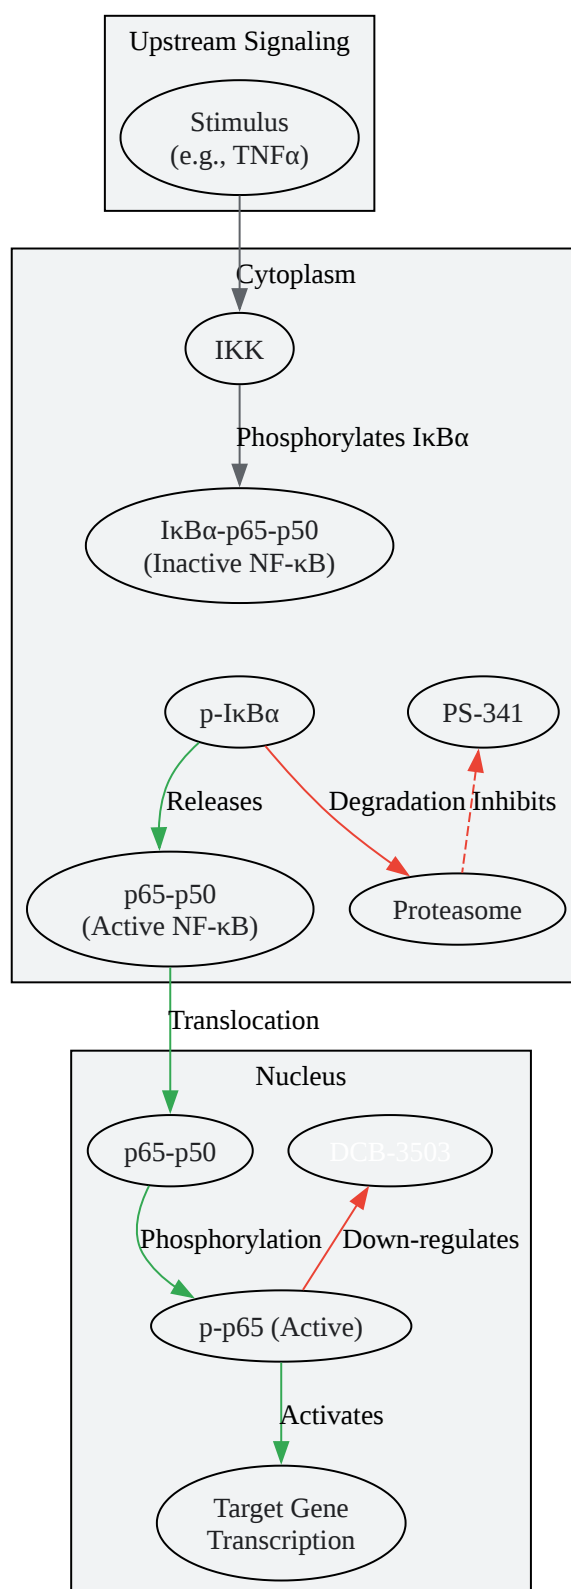 Upstream Signaling
Stimulus
(e.g., TNFα)
Cytoplasm
IKK
Phosphorylates IκBα
IκBα-p65-p50
(Inactive NF-κB)
p-IκBα
PS-341
Releases
Degradation
Inhibits
p65-p50
(Active NF-κB)
Proteasome
Translocation
Nucleus
p65-p50
DCB-3503
Phosphorylation
Down-regulates
p-p65 (Active)
Activates
Target Gene
Transcription